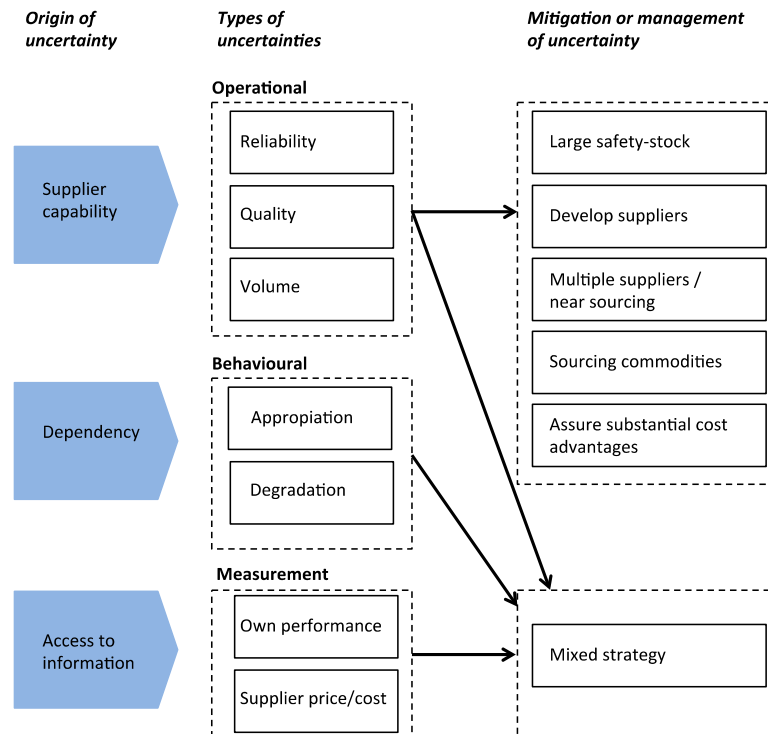 Origin of
uncertainty
Types of
uncertainties
Mitigation or management
of uncertainty
Operational
Supplier
capability
Reliability
Quality
Volume
Large safety-stock
Develop suppliers
Multiple suppliers /
near sourcing
Sourcing commodities
Assure substantial cost
advantages
Behavioural
Dependency
Appropiation
Degradation
Measurement
Access to
information
Own performance
Supplier price/cost
Mixed strategy